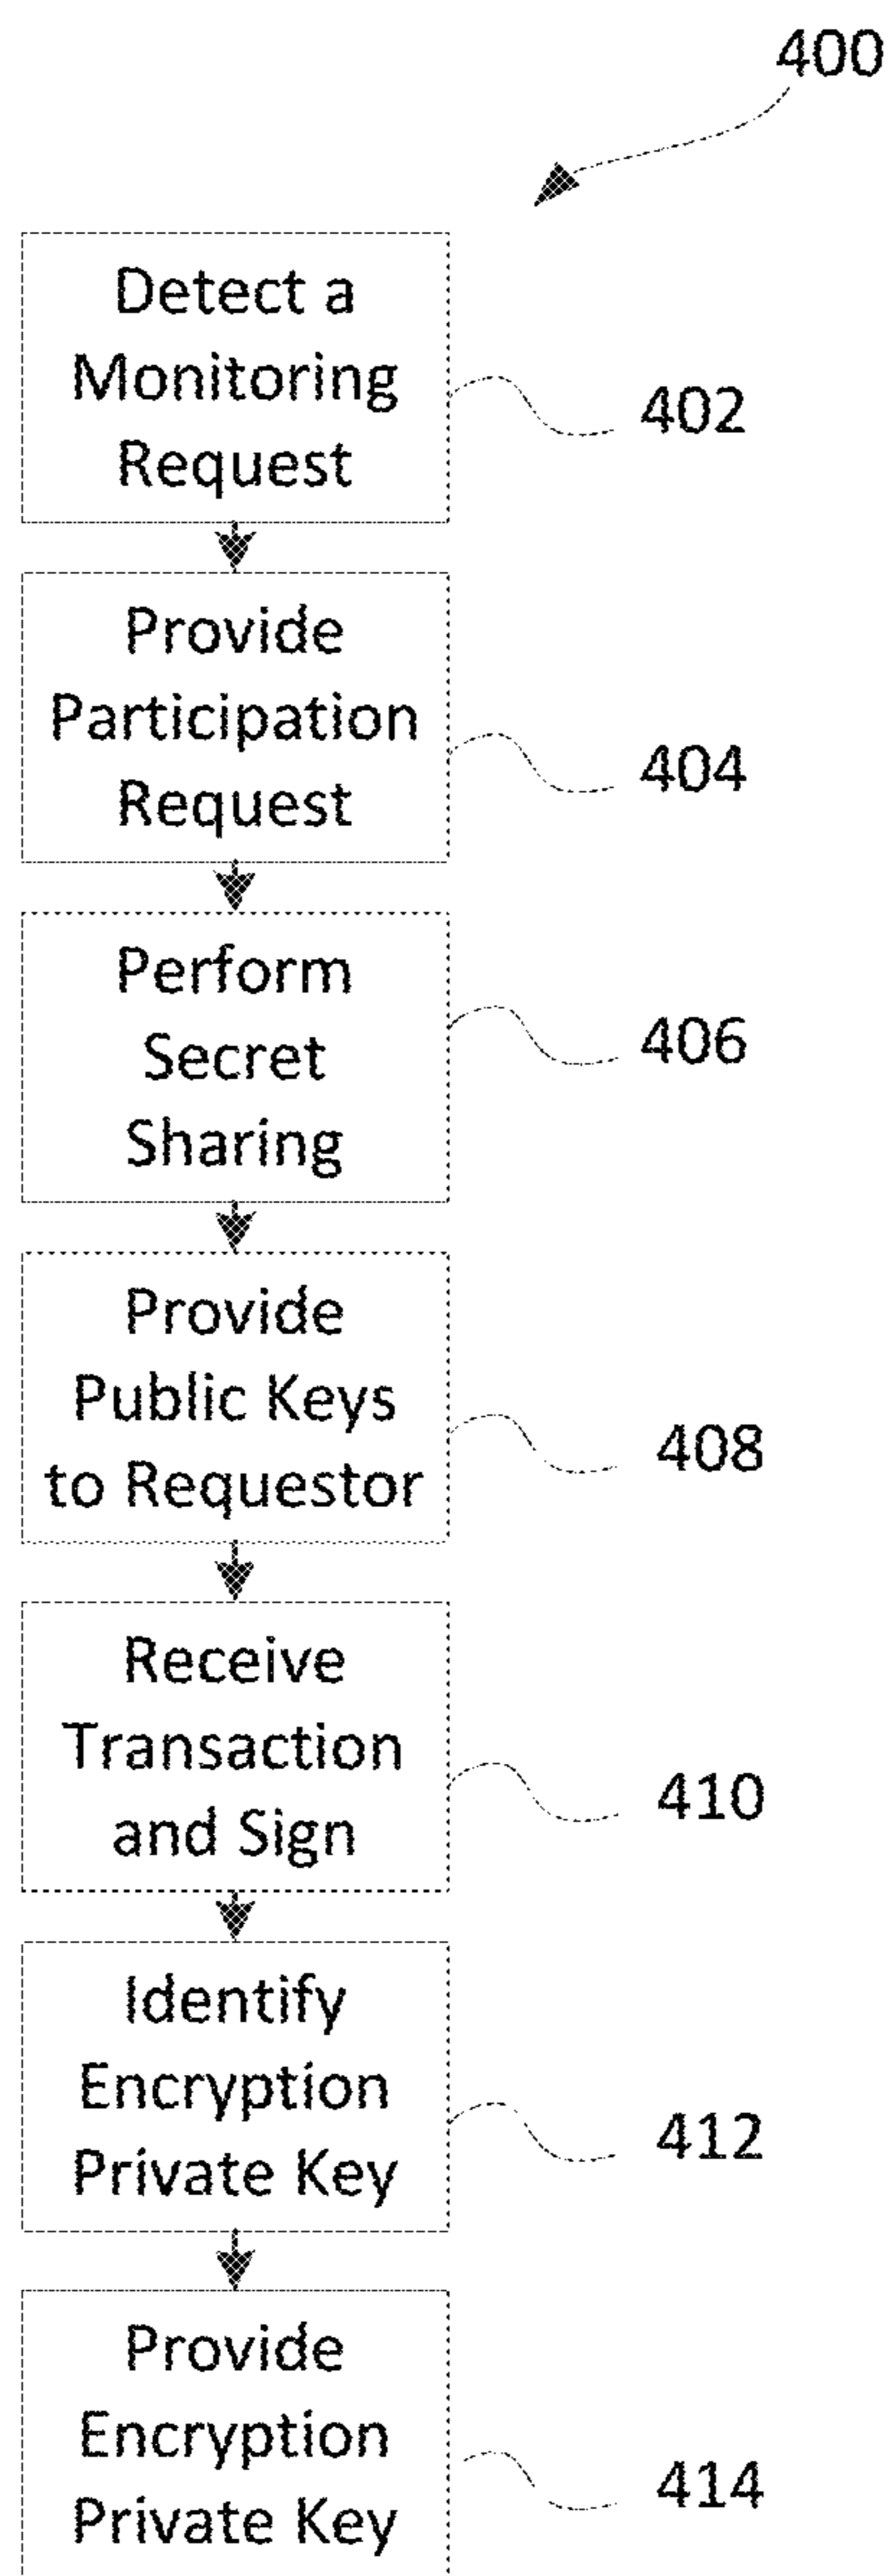 400
Detect a
Monitoring
Request
402
Provide
Participation
Request
404
Perform
Secret
Sharing
406
Provide
Public Keys
to Requestor
408
Receive
Transaction
and Sign
410
Identify
Encryption
Private Key
412
Provide
Encryption
Private Key
414